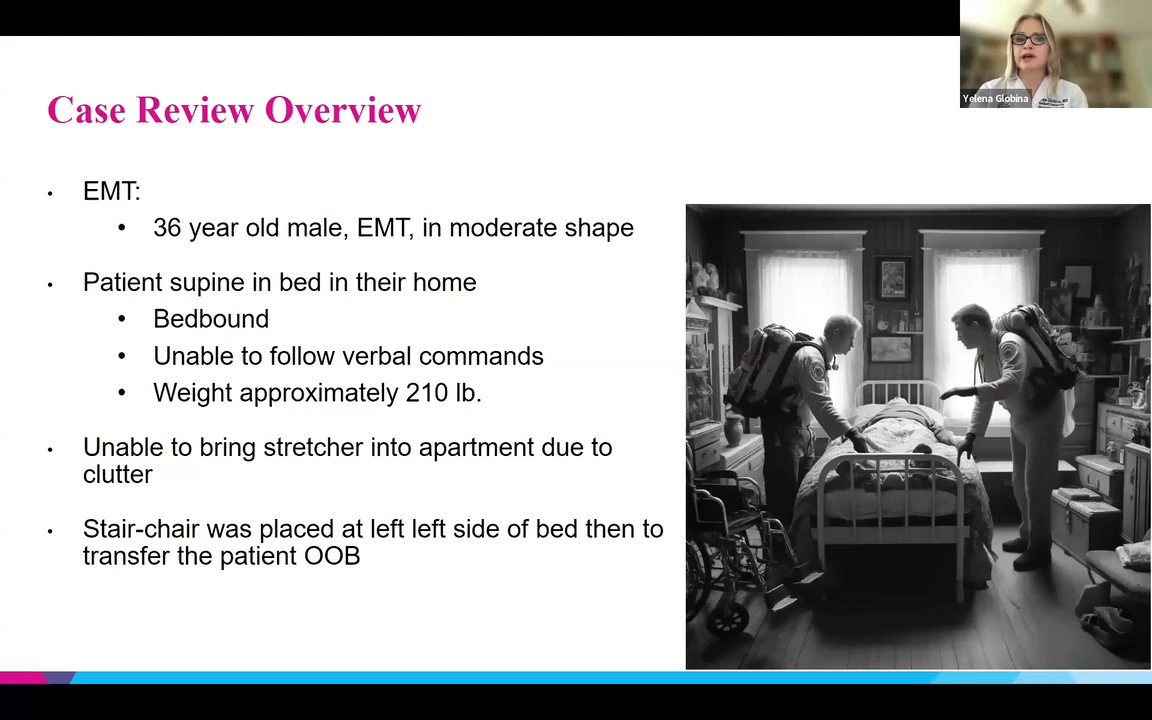 Yelena Globina
Case Review Overview
• EMT:
• 36 year old male, EMT, in moderate shape
• Patient supine in bed in their home
• Bedbound
• Unable to follow verbal commands
• Weight approximately 210 lb.
• Unable to bring stretcher into apartment due to
clutter
• Stair-chair was placed at left left side of bed then to
transfer the patient OOB